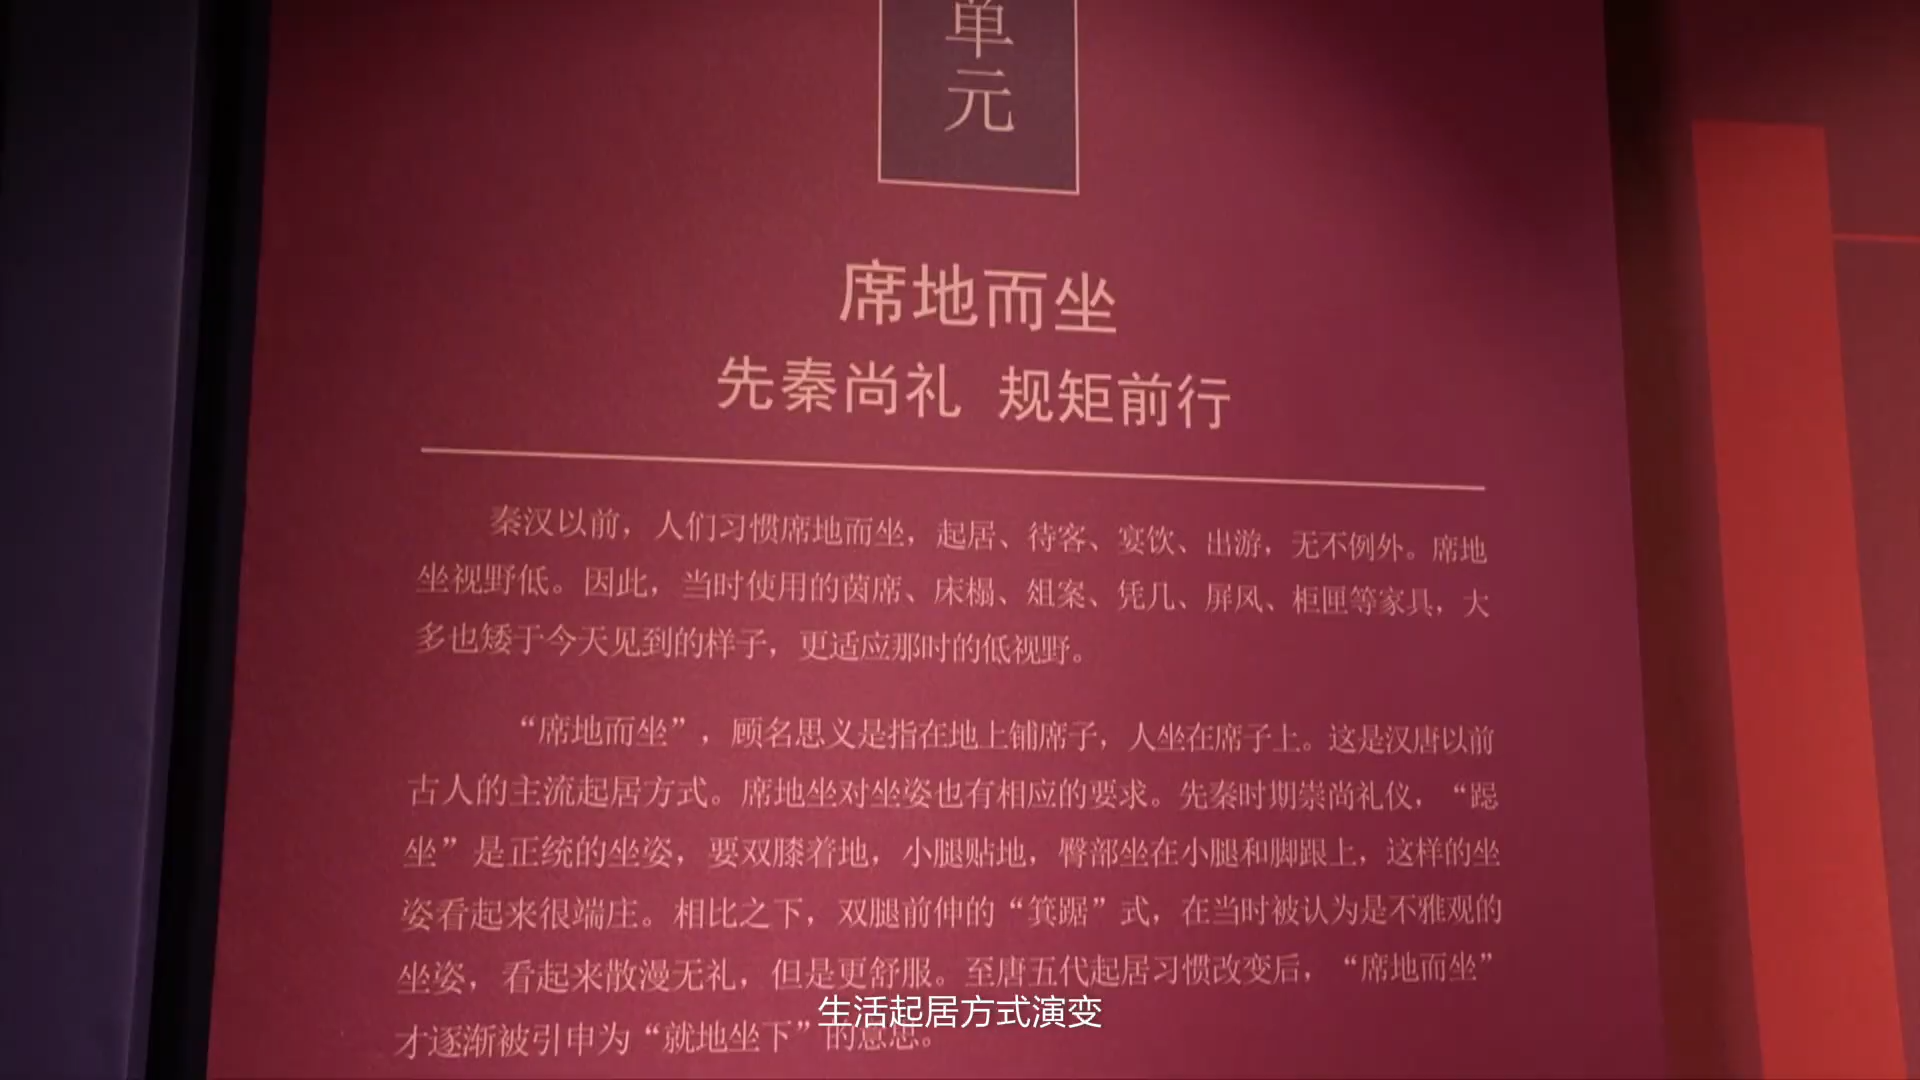 单元
席地而坐
先秦尚礼 规矩前行
秦汉以前，人们习惯席地而坐，起居、待客、宴饮、出游，无不例外。席地
坐视野低。因此，当时使用的茵席、床榻、俎案、凭几、屏风、柜匣等家具，大
多也矮于今天见到的样子，更适应那时的低视野。
“席地而坐”，顾名思义是指在地上铺席子，人坐在席子上。这是汉唐以前
古人的主流起居方式。席地坐对坐姿也有相应的要求。先秦时期崇尚礼仪，“跽
坐”是正统的坐姿，要双膝着地，小腿贴地，臀部坐在小腿和脚跟上，这样的坐
姿看起来很端庄。相比之下，双腿前伸的“箕踞”式，在当时被认为是不雅观的
坐姿，看起来散漫无礼，但是更舒服。至唐五代起居习惯改变后，“席地而坐”
才逐渐被引申为“就地坐下”的意思。
生活起居方式演变